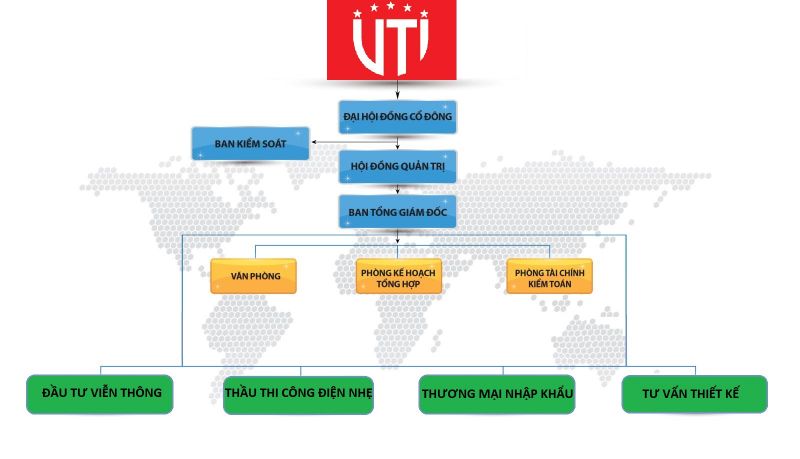 UTI
ĐẠI HỘI ĐỒNG CỔ ĐÔNG
BAN KIỂM SOÁT
HỘI ĐỒNG QUẢN TRỊ
BAN TỔNG GIÁM ĐỐC
VĂN PHÒNG
PHÒNG KẾ HOẠCH
TỔNG HỢP
PHÒNG TÀI CHÍNH
KIỂM TOÁN
ĐẦU TƯ VIỄN THÔNG
THẦU THI CÔNG ĐIỆN NHẸ
THƯƠNG MẠI NHẬP KHẨU
TƯ VẤN THIẾT KẾ